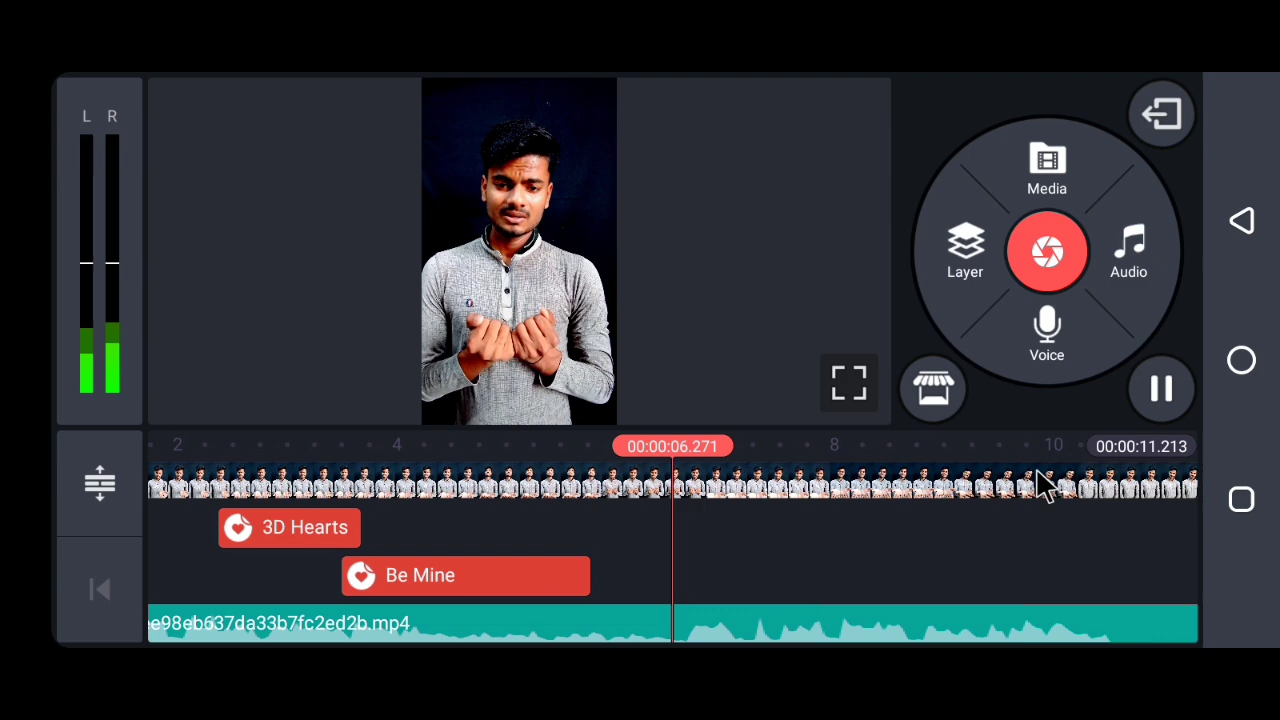 L R
Media
Layer
Audio
Voice
2 4 00:00:06.271 8 10 00:00:11.213
3D Hearts
Be Mine
ee98eb637da33b7fc2ed2b.mp4